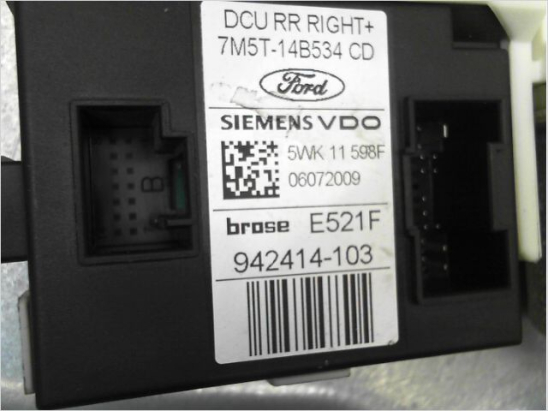 DCU RR RIGHT+
7M5T-14B534 CD
Ford
SIEMENS VDO
5WK 11 598F
06072009
brose E521F
942414-103